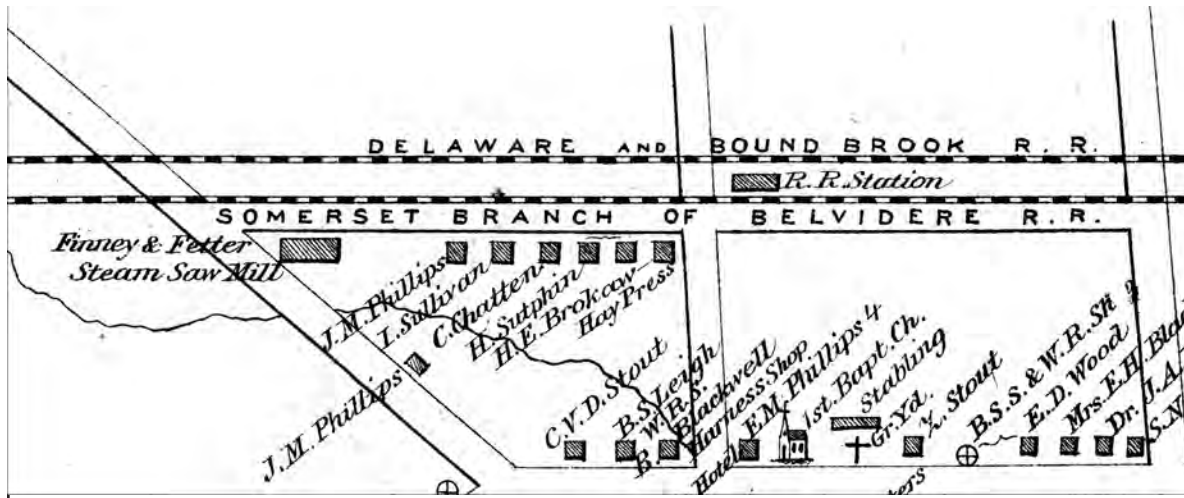 DELAWARE AND BOUND BROOK R. R.
R.R. Station
SOMERSET BRANCH OF BELVIDERE R.R.
Finney & Fetter
Steam Saw Mill
J.M. Phillips
I. Sullivan
C. Chatten
H. Sutphin
H.E. Brokaw
Hay Press
J.M. Phillips
C.V.D. Stout
B.S. Leigh
W.R.S.
B. Blackwell
Harness Shop
Hotel E.M. Phillips 4
1st. Bapt. Ch.
Stabling
Gr. Yd.
Z. Stout
B.S.S. & W.R. SK
E.D. Wood
Mrs. E.H.
Dr. J.A.
S.N.